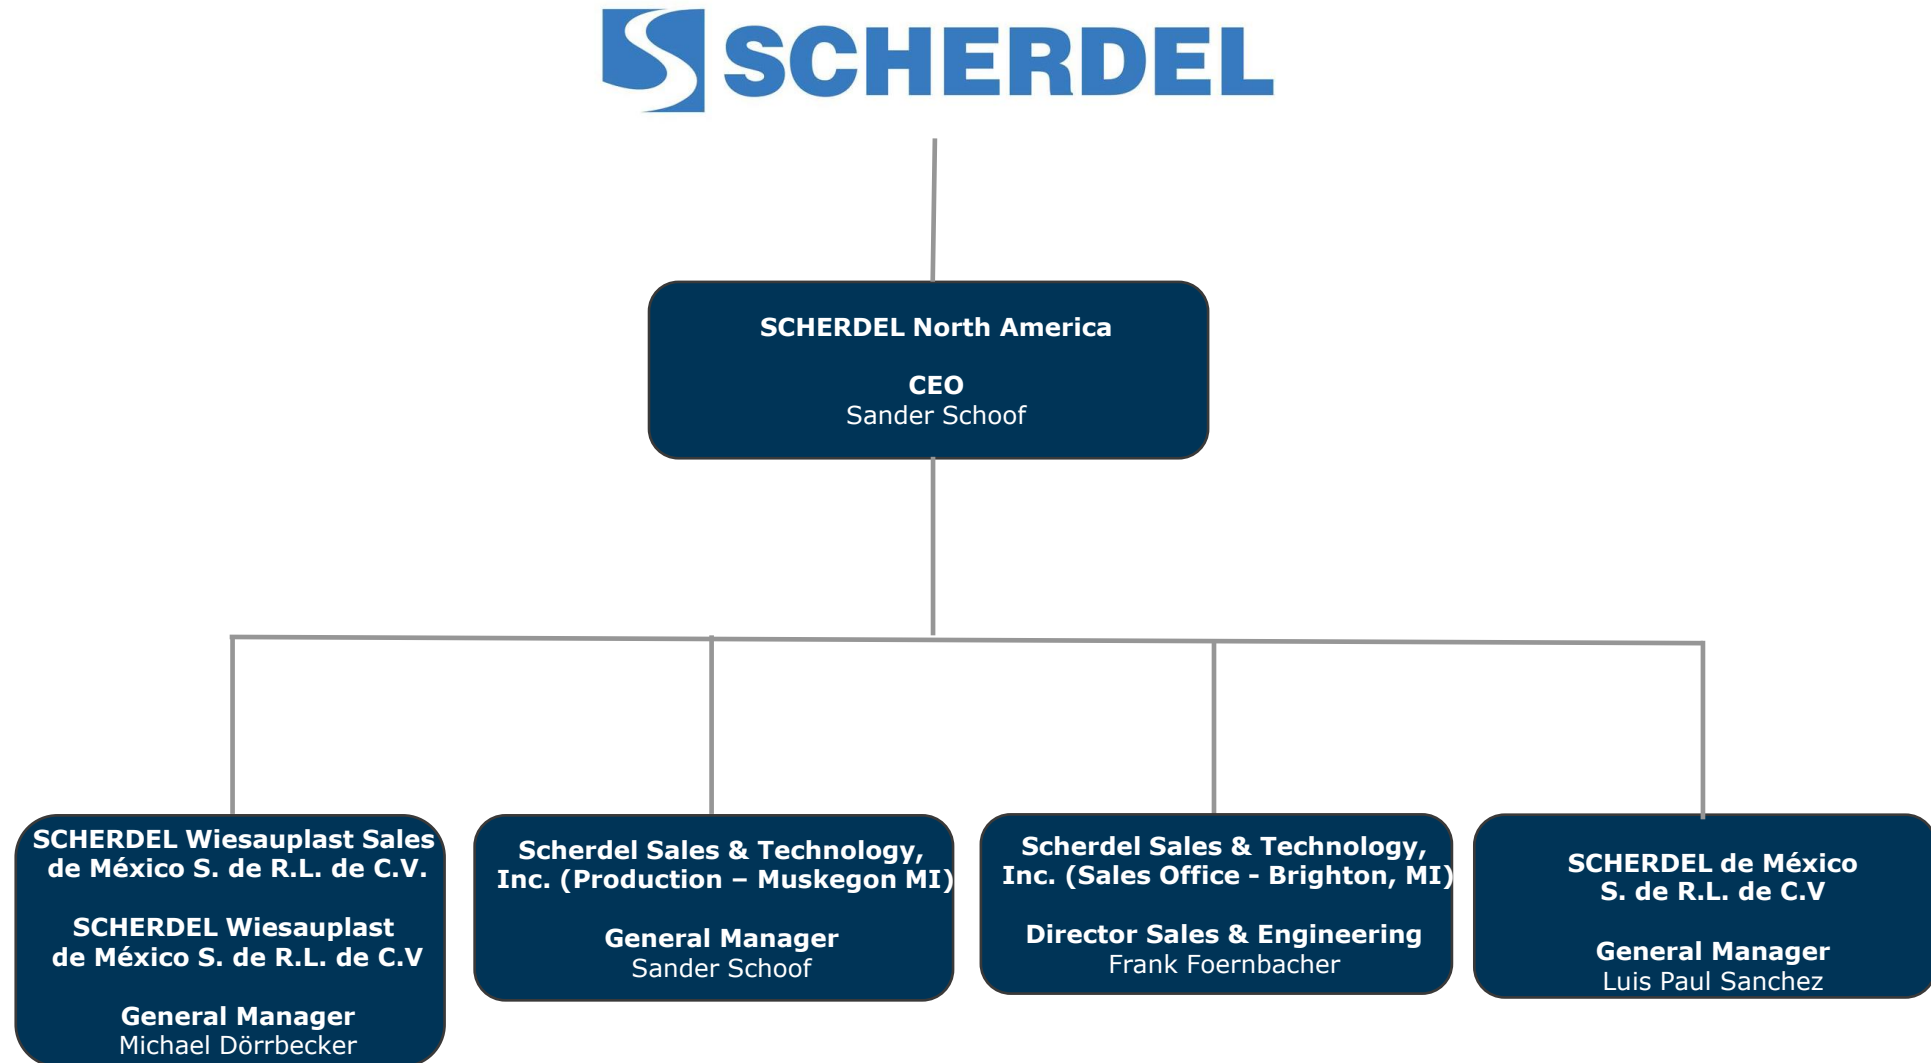 SCHERDEL
SCHERDEL North America
CEO
Sander Schoof
SCHERDEL Wiesauplast Sales
de México S. de R.L. de C.V.
SCHERDEL Wiesauplast
de México S. de R.L. de C.V
General Manager
Michael Dörrbecker
Scherdel Sales & Technology,
Inc. (Production – Muskegon MI)
General Manager
Sander Schoof
Scherdel Sales & Technology,
Inc. (Sales Office - Brighton, MI)
Director Sales & Engineering
Frank Foernbacher
SCHERDEL de México
S. de R.L. de C.V
General Manager
Luis Paul Sanchez